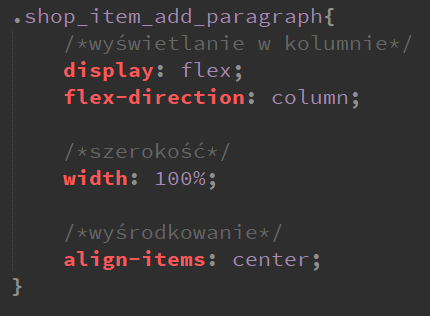 .shop_item_add_paragraph{
/*wyświetlanie w kolumnie*/
display: flex;
flex-direction: column;
/*szerokość*/
width: 100%;
/*wyśrodkowanie*/
align-items: center;
}